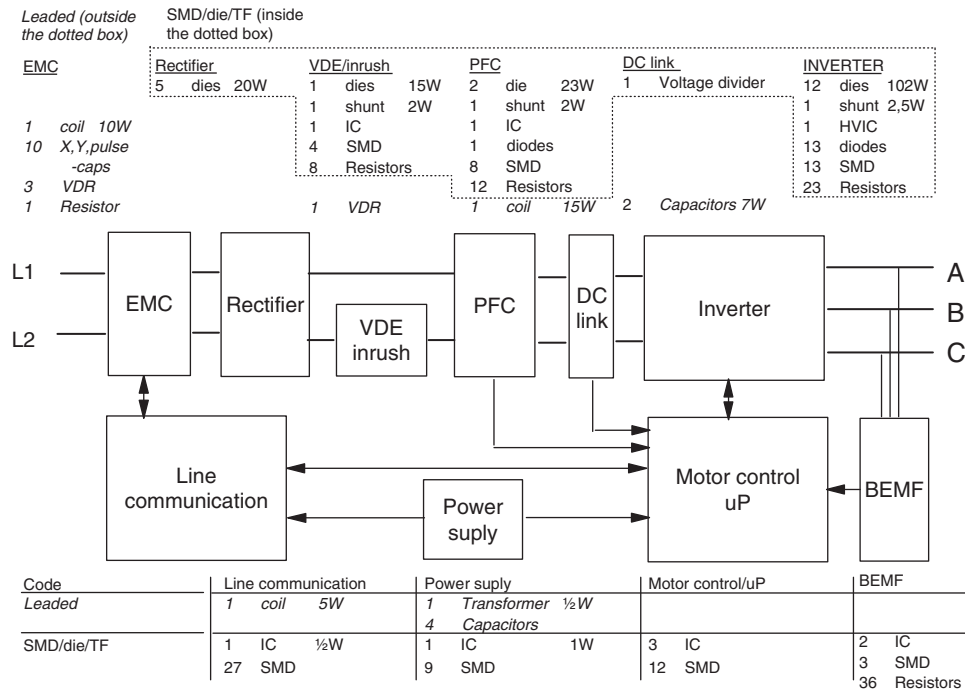 Leaded (outside the dotted box)
SMD/die/TF (inside the dotted box)
EMC
1 coil 10W
10 X,Y,pulse
-caps
3 VDR
1 Resistor
Rectifier
5 dies 20W
VDE/inrush
1 dies 15W
1 shunt 2W
1 IC
4 SMD
8 Resistors
1 VDR
PFC
2 die 23W
1 shunt 2W
1 IC
1 diodes
8 SMD
12 Resistors
1 coil 15W
DC link
1 Voltage divider
2 Capacitors 7W
INVERTER
12 dies 102W
1 shunt 2,5W
1 HVIC
13 diodes
13 SMD
23 Resistors
L1
L2
EMC
Rectifier
VDE
inrush
PFC
DC
link
Inverter
A
B
C
Line
communication
Power
suply
Motor control
uP
BEMF
Code Line communication Power suply Motor control/uP BEMF
Leaded 1 coil 5W 1 Transformer ½W
4 Capacitors
SMD/die/TF 1 IC ½W 1 IC 1W 3 IC 2 IC
27 SMD 9 SMD 12 SMD 3 SMD
36 Resistors